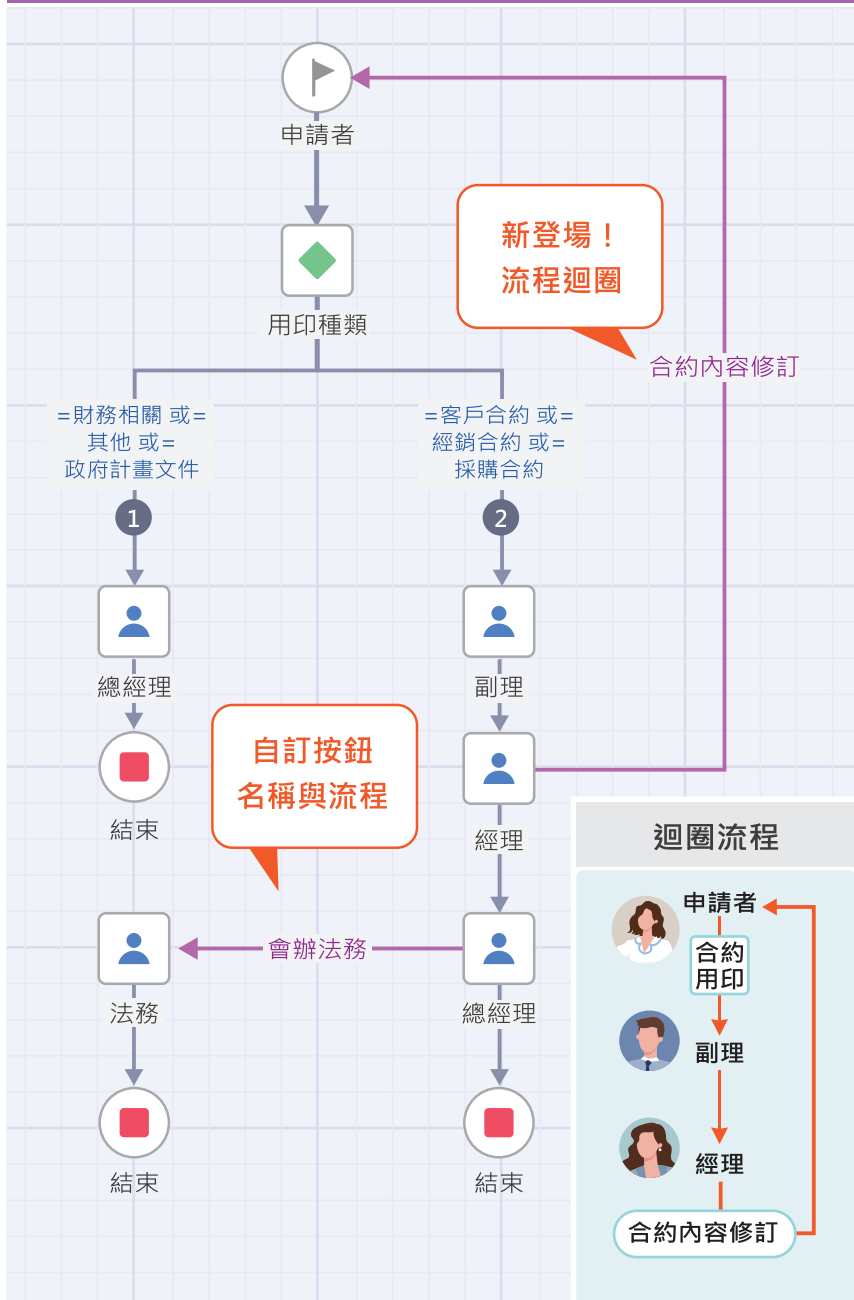 申請者
用印種類
新登場！
流程迴圈
合約內容修訂
=財務相關 或=
其他 或=
政府計畫文件
=客戶合約 或=
經銷合約 或=
採購合約
1
2
總經理
副理
結束
自訂按鈕
名稱與流程
經理
會辦法務
法務
總經理
結束
結束
迴圈流程
申請者
合約
用印
副理
經理
合約內容修訂